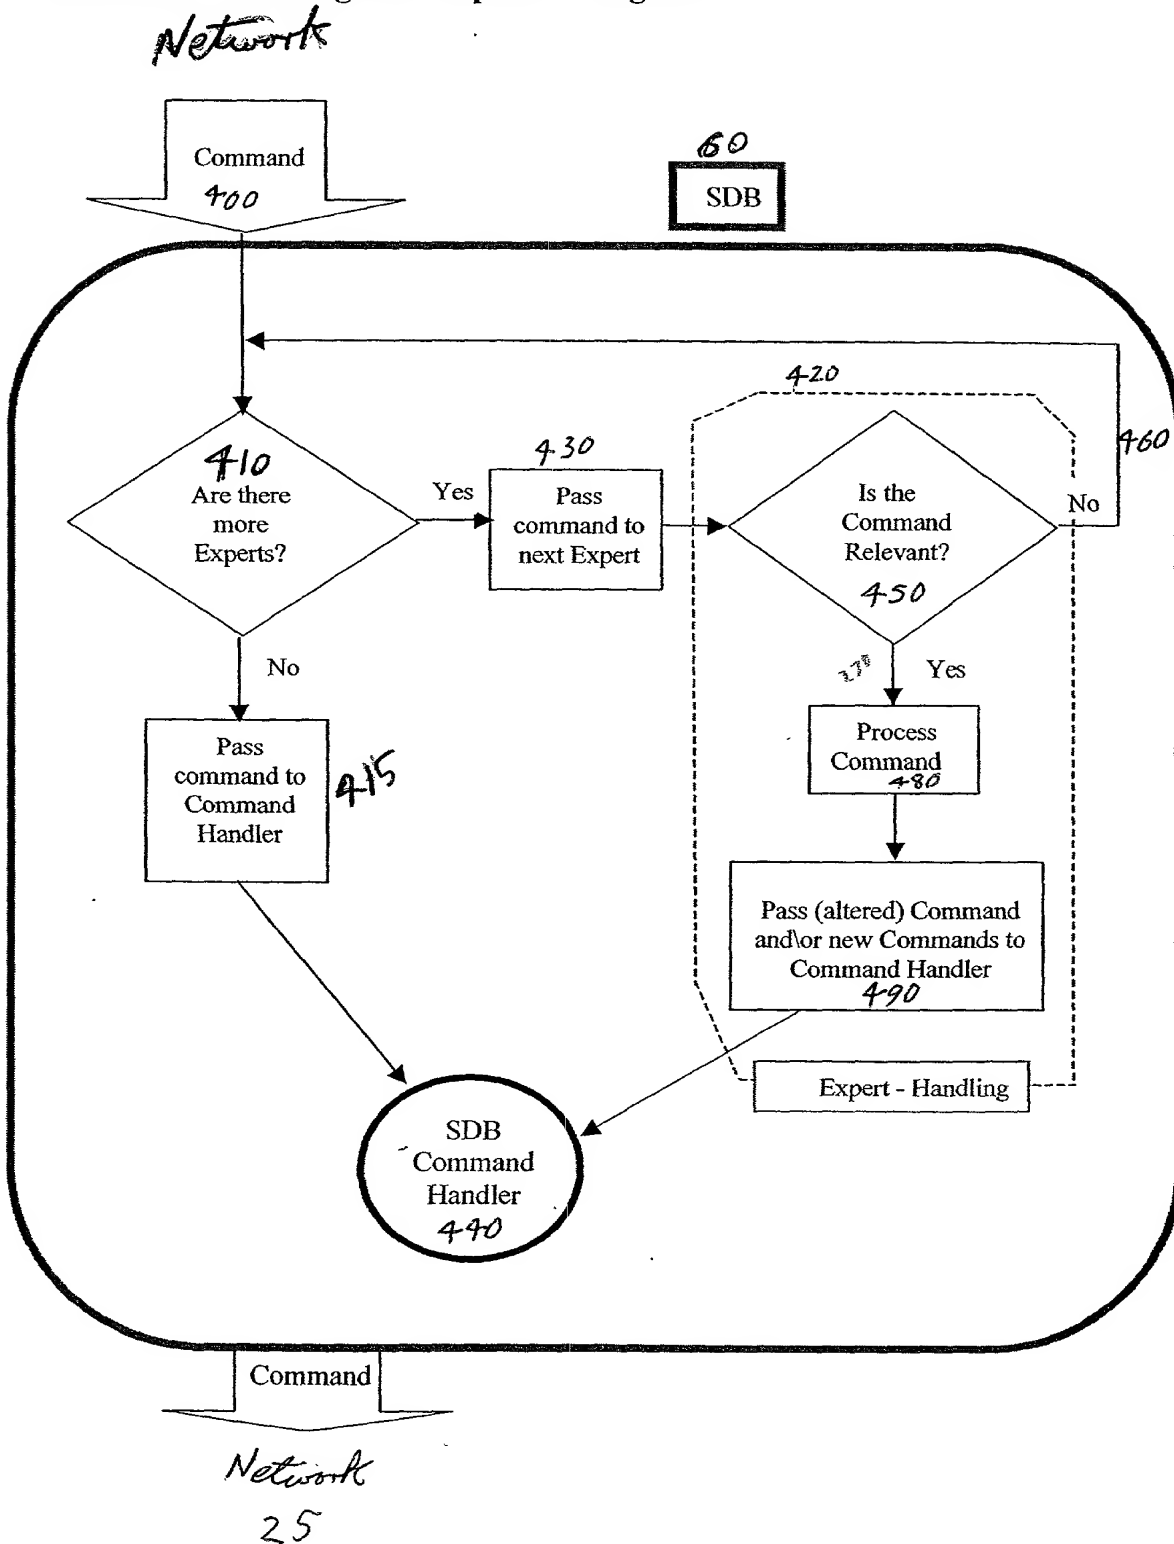 Network
Command
400
60
SDB
420
460
410
Are there
more
Experts?
Yes
430
Pass
command to
next Expert
Is the
Command
Relevant?
450
No
No
Yes
Pass
command to
Command
Handler
415
Process
Command
480
Pass (altered) Command
and\or new Commands to
Command Handler
490
Expert - Handling
SDB
Command
Handler
440
Command
Network
25